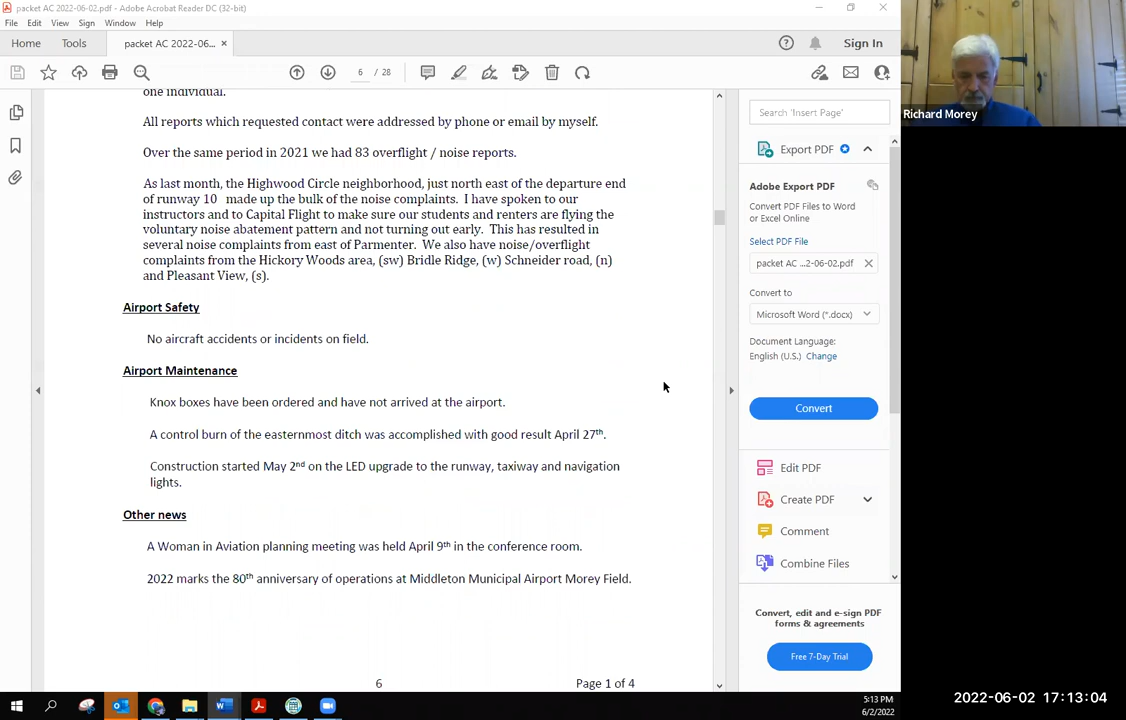 packet AC 2022-06-02.pdf - Adobe Acrobat Reader DC (32-bit)
File Edit View Sign Window Help
Home Tools packet AC 2022-06... × Sign In
6 / 28
one individual.
All reports which requested contact were addressed by phone or email by myself.
Over the same period in 2021 we had 83 overflight / noise reports.
As last month, the Highwood Circle neighborhood, just north east of the departure end
of runway 10 made up the bulk of the noise complaints. I have spoken to our
instructors and to Capital Flight to make sure our students and renters are flying the
voluntary noise abatement pattern and not turning out early. This has resulted in
several noise complaints from east of Parmenter. We also have noise/overflight
complaints from the Hickory Woods area, (sw) Bridle Ridge, (w) Schneider road, (n)
and Pleasant View, (s).
Airport Safety
No aircraft accidents or incidents on field.
Airport Maintenance
Knox boxes have been ordered and have not arrived at the airport.
A control burn of the easternmost ditch was accomplished with good result April 27th.
Construction started May 2nd on the LED upgrade to the runway, taxiway and navigation
lights.
Other news
A Woman in Aviation planning meeting was held April 9th in the conference room.
2022 marks the 80th anniversary of operations at Middleton Municipal Airport Morey Field.
6 Page 1 of 4
Search 'Insert Page'
Export PDF
Adobe Export PDF
Convert PDF Files to Word
or Excel Online
Select PDF File
packet AC ...2-06-02.pdf
Convert to
Microsoft Word (*.docx)
Document Language:
English (U.S.) Change
Convert
Edit PDF
Create PDF
Comment
Combine Files
Convert, edit and e-sign PDF
forms & agreements
Free 7-Day Trial
Richard Morey
5:13 PM
6/2/2022
2022-06-02 17:13:04